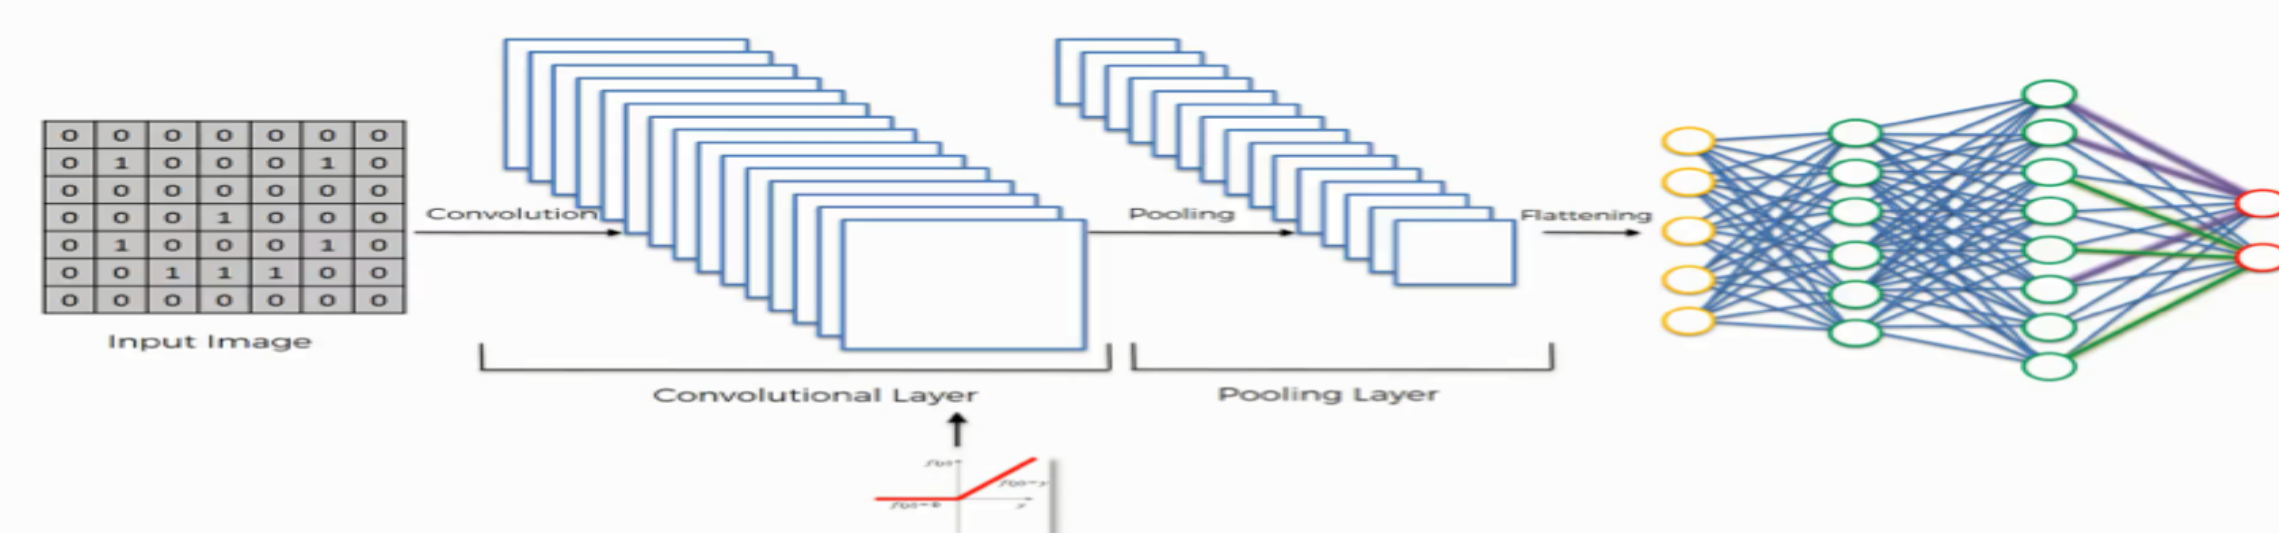 0 0 0 0 0 0 0
0 1 0 0 0 1 0
0 0 0 0 0 0 0
0 0 0 1 0 0 0
0 1 0 0 0 1 0
0 0 1 1 1 0 0
0 0 0 0 0 0 0
Input Image
Convolution
Convolutional Layer
Pooling
Pooling Layer
Flattening